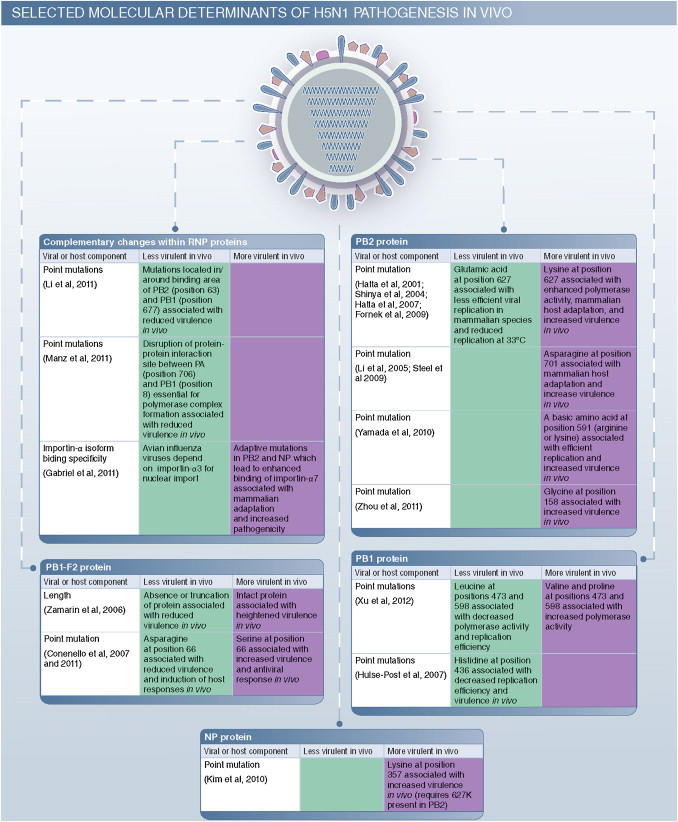 SELECTED MOLECULAR DETERMINANTS OF H5N1 PATHOGENESIS IN VIVO
Complementary changes within RNP proteins
Viral or host component
Less virulent in vivo
More virulent in vivo
Point mutations
(Li et al, 2011)
Mutations located in/
around binding area
of PB2 (position 63)
and PB1 (position
677) associated with
reduced virulence
in vivo
Point mutations
(Manz et al, 2011)
Disruption of protein-
protein interaction
site between PA
(position 706)
and PB1 (position
8) essential for
polymerase complex
formation associated
with reduced
virulence in vivo
Importin-α isoform
biding specificity
(Gabriel et al, 2011)
Avian influenza
viruses depend
on importin-α3 for
nuclear import
Adaptive mutations
in PB2 and NP which
lead to enhanced
binding of importin-α7
associated with
mammalian
adaptation
and increased
pathogenicity
PB2 protein
Viral or host component
Less virulent in vivo
More virulent in vivo
Point mutation
(Hatta et al, 2001;
Shinya et al, 2004;
Hatta et al, 2007;
Fornek et al, 2009)
Glutamic acid
at position 627
associated with
less efficient viral
replication in
mammalian species
and reduced
replication at 33°C
Lysine at position
627 associated with
enhanced polymerase
activity, mammalian
host adaptation, and
increased virulence
in vivo
Point mutation
(Li et al, 2005; Steel et
al 2009)
Asparagine at position
701 associated with
mammalian host
adaptation and
increase virulence
in vivo
Point mutation
(Yamada et al, 2010)
A basic amino acid at
position 591 (arginine
or lysine) associated
with efficient
replication and
increased virulence
in vivo
Point mutation
(Zhou et al, 2011)
Glycine at position
158 associated with
increased virulence
in vivo
PB1-F2 protein
Viral or host component
Less virulent in vivo
More virulent in vivo
Length
(Zamarin et al, 2006)
Absence or truncation
of protein associated
with reduced
virulence in vivo
Intact protein
associated with
heightened virulence
in vivo
Point mutation
(Conenello et al, 2007
and 2011)
Asparagine
at position 66
associated with
reduced virulence
and induction of host
responses in vivo
Serine at position
66 associated with
increased virulence
and antiviral
response in vivo
PB1 protein
Viral or host component
Less virulent in vivo
More virulent in vivo
Point mutations
(Xu et al, 2012)
Leucine at
positions 473 and
598 associated
with decreased
polymerase activity
and replication
efficiency
Valine and proline
at positions 473 and
598 associated with
increased polymerase
activity
Point mutations
(Hulse-Post et al, 2007)
Histidine at position
436 associated with
decreased replication
efficiency and
virulence in vivo
NP protein
Viral or host component
Less virulent in vivo
More virulent in vivo
Point mutation
(Kim et al, 2010)
Lysine at position
357 associated with
increased virulence
in vivo (requires 627K
present in PB2)